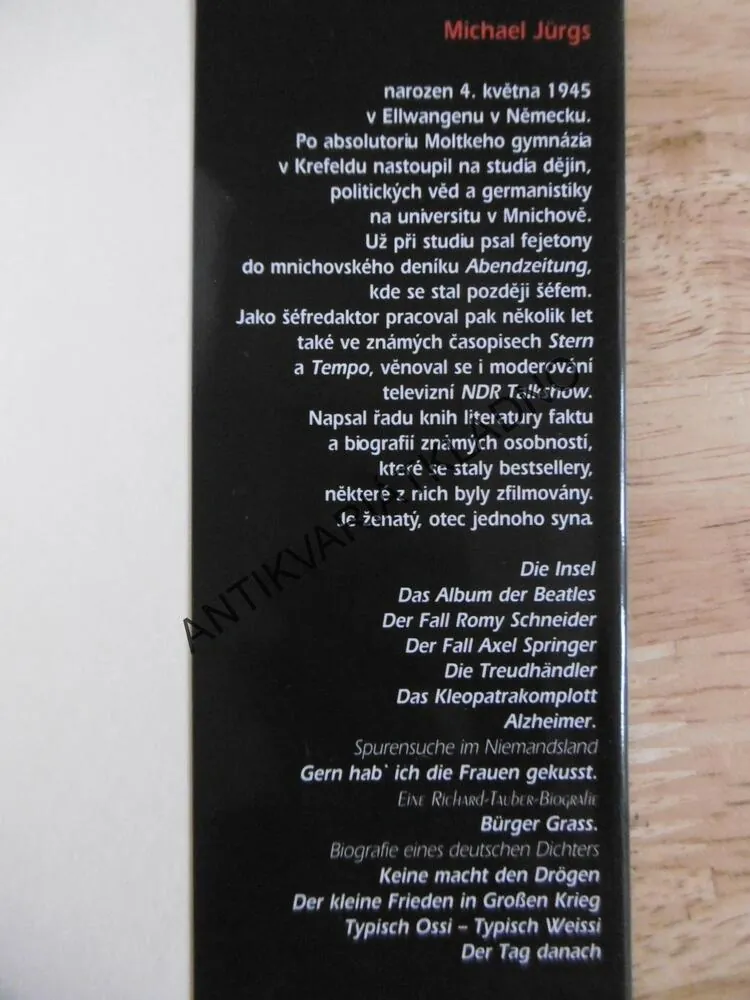 Michael Jürgs
narozen 4. května 1945
v Ellwangenu v Německu.
Po absolutoriu Moltkeho gymnázia
v Krefeldu nastoupil na studia dějin,
politických věd a germanistiky
na universitu v Mnichově.
Už při studiu psal fejetony
do mnichovského deníku Abendzeitung,
kde se stal později šéfem.
Jako šéfredaktor pracoval pak několik let
také ve známých časopisech Stern
a Tempo, věnoval se i moderování
televizní NDR Talkshow.
Napsal řadu knih literatury faktu
a biografií známých osobností,
které se staly bestsellery,
některé z nich byly zfilmovány.
Je ženatý, otec jednoho syna.
Die Insel
Das Album der Beatles
Der Fall Romy Schneider
Der Fall Axel Springer
Die Treudhändler
Das Kleopatrakomplott
Alzheimer.
Spurensuche im Niemandsland
Gern hab` ich die Frauen gekusst.
Eine Richard-Tauber-Biografie
Bürger Grass.
Biografie eines deutschen Dichters
Keine macht den Drögen
Der kleine Frieden in Großen Krieg
Typisch Ossi – Typisch Weissi
Der Tag danach
ANTIKVARIÁTKLADNO